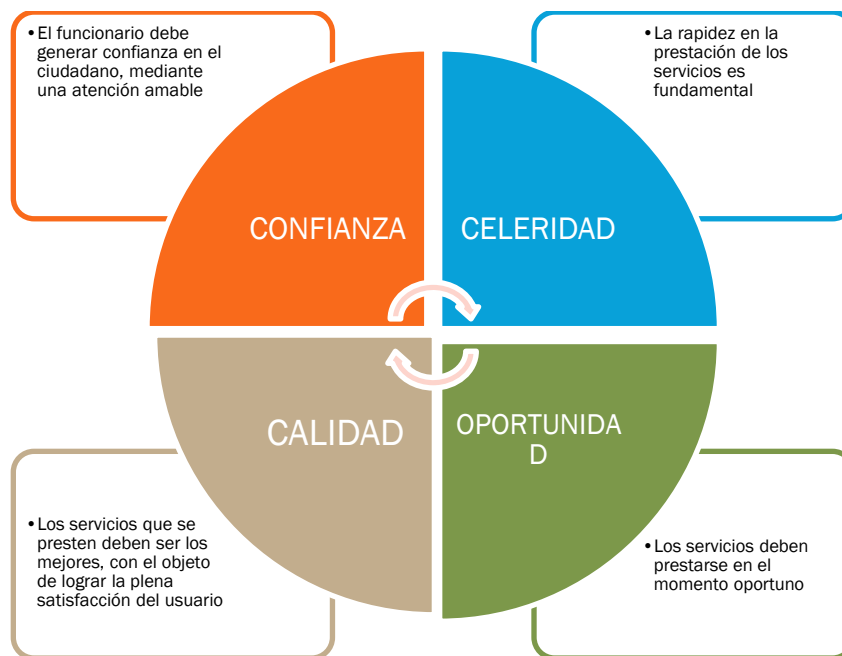 • El funcionario debe
generar confianza en el
ciudadano, mediante
una atención amable
• La rapidez en la
prestación de los
servicios es
fundamental
CONFIANZA
CELERIDAD
CALIDAD
OPORTUNIDA
D
• Los servicios que se
presten deben ser los
mejores, con el objeto
de lograr la plena
satisfacción del usuario
• Los servicios deben
prestarse en el
momento oportuno